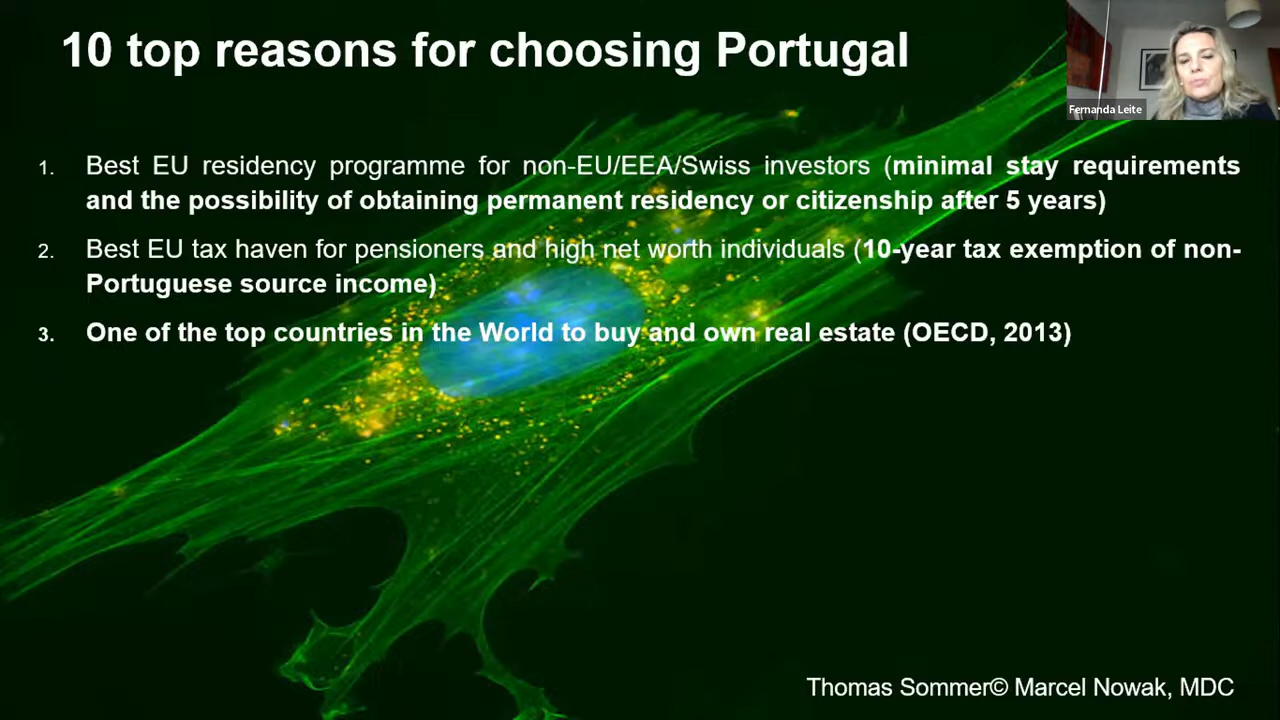 10 top reasons for choosing Portugal
Fernanda Leite
1. Best EU residency programme for non-EU/EEA/Swiss investors (minimal stay requirements
and the possibility of obtaining permanent residency or citizenship after 5 years)
2. Best EU tax haven for pensioners and high net worth individuals (10-year tax exemption of non-
Portuguese source income)
3. One of the top countries in the World to buy and own real estate (OECD, 2013)
Thomas Sommer© Marcel Nowak, MDC